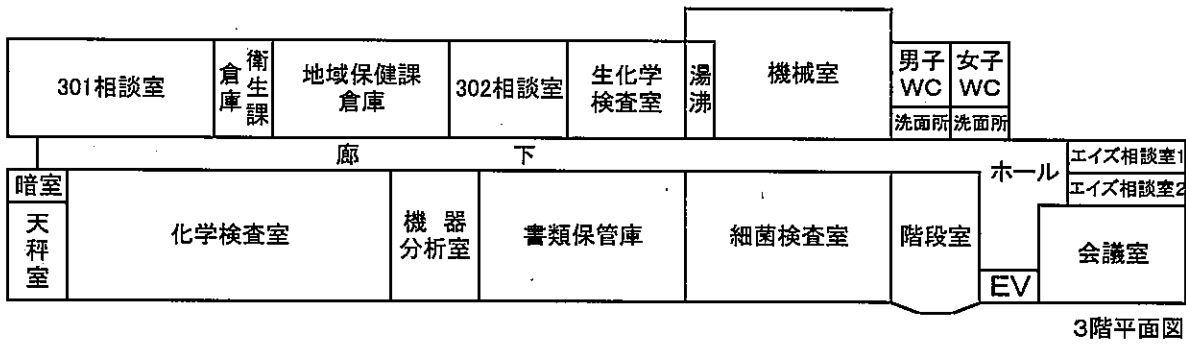 301相談室
衛生課
倉庫
地域保健課
倉庫
302相談室
生化学
検査室
湯沸
機械室
男子
WC
女子
WC
洗面所
洗面所
廊下
ホール
エイズ相談室1
エイズ相談室2
暗室
天秤室
化学検査室
機器
分析室
書類保管庫
細菌検査室
階段室
EV
会議室
3階平面図